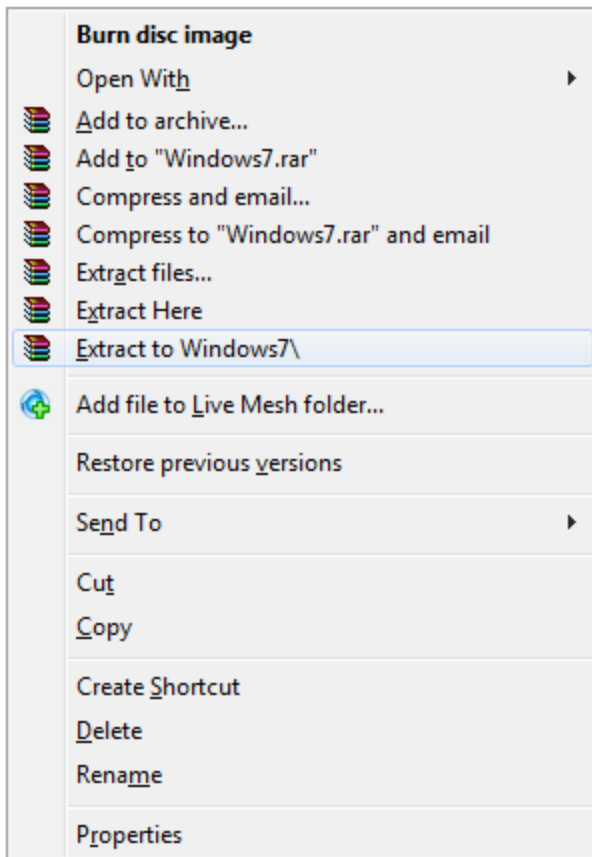 Burn disc image
Open With
Add to archive...
Add to "Windows7.rar"
Compress and email...
Compress to "Windows7.rar" and email
Extract files...
Extract Here
Extract to Windows7\
Add file to Live Mesh folder...
Restore previous versions
Send To
Cut
Copy
Create Shortcut
Delete
Rename
Properties